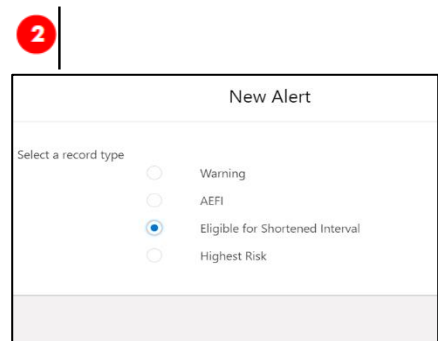 2
New Alert
Select a record type
Warning
AEFI
Eligible for Shortened Interval
Highest Risk